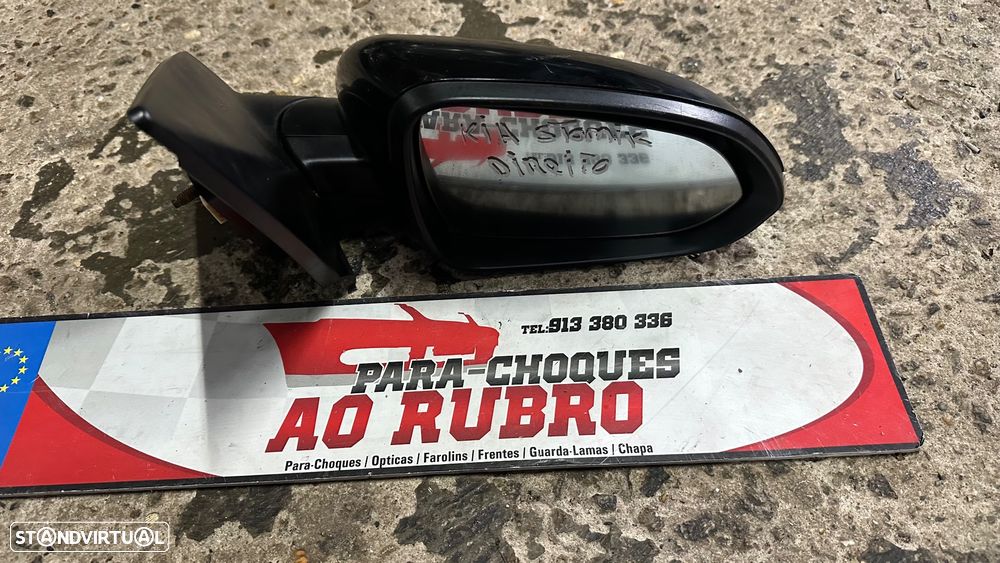 KIA STONIC
Direito
TEL:913 380 336
PARA-CHOQUES
AO RUBRO
Para-Choques | Opticas | Farolins | Frentes | Guarda-Lamas | Chapa
STANDVIRTUAL